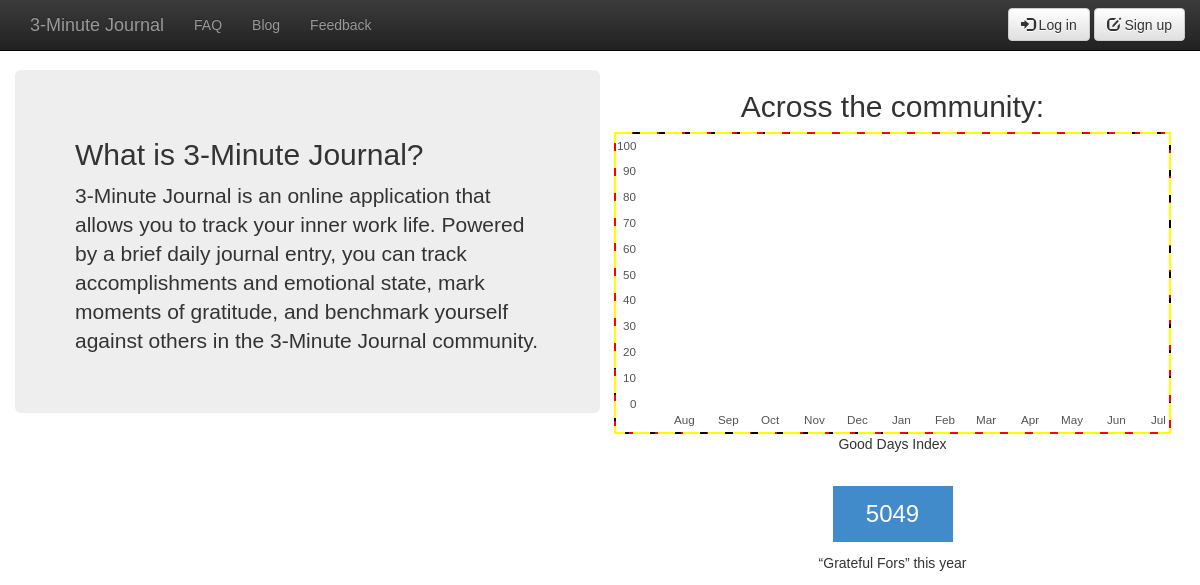 3-Minute Journal FAQ Blog Feedback Log in Sign up
What is 3-Minute Journal?
3-Minute Journal is an online application that
allows you to track your inner work life. Powered
by a brief daily journal entry, you can track
accomplishments and emotional state, mark
moments of gratitude, and benchmark yourself
against others in the 3-Minute Journal community.
Across the community:
100
90
80
70
60
50
40
30
20
10
0
Aug Sep Oct Nov Dec Jan Feb Mar Apr May Jun Jul
Good Days Index
5049
“Grateful Fors” this year